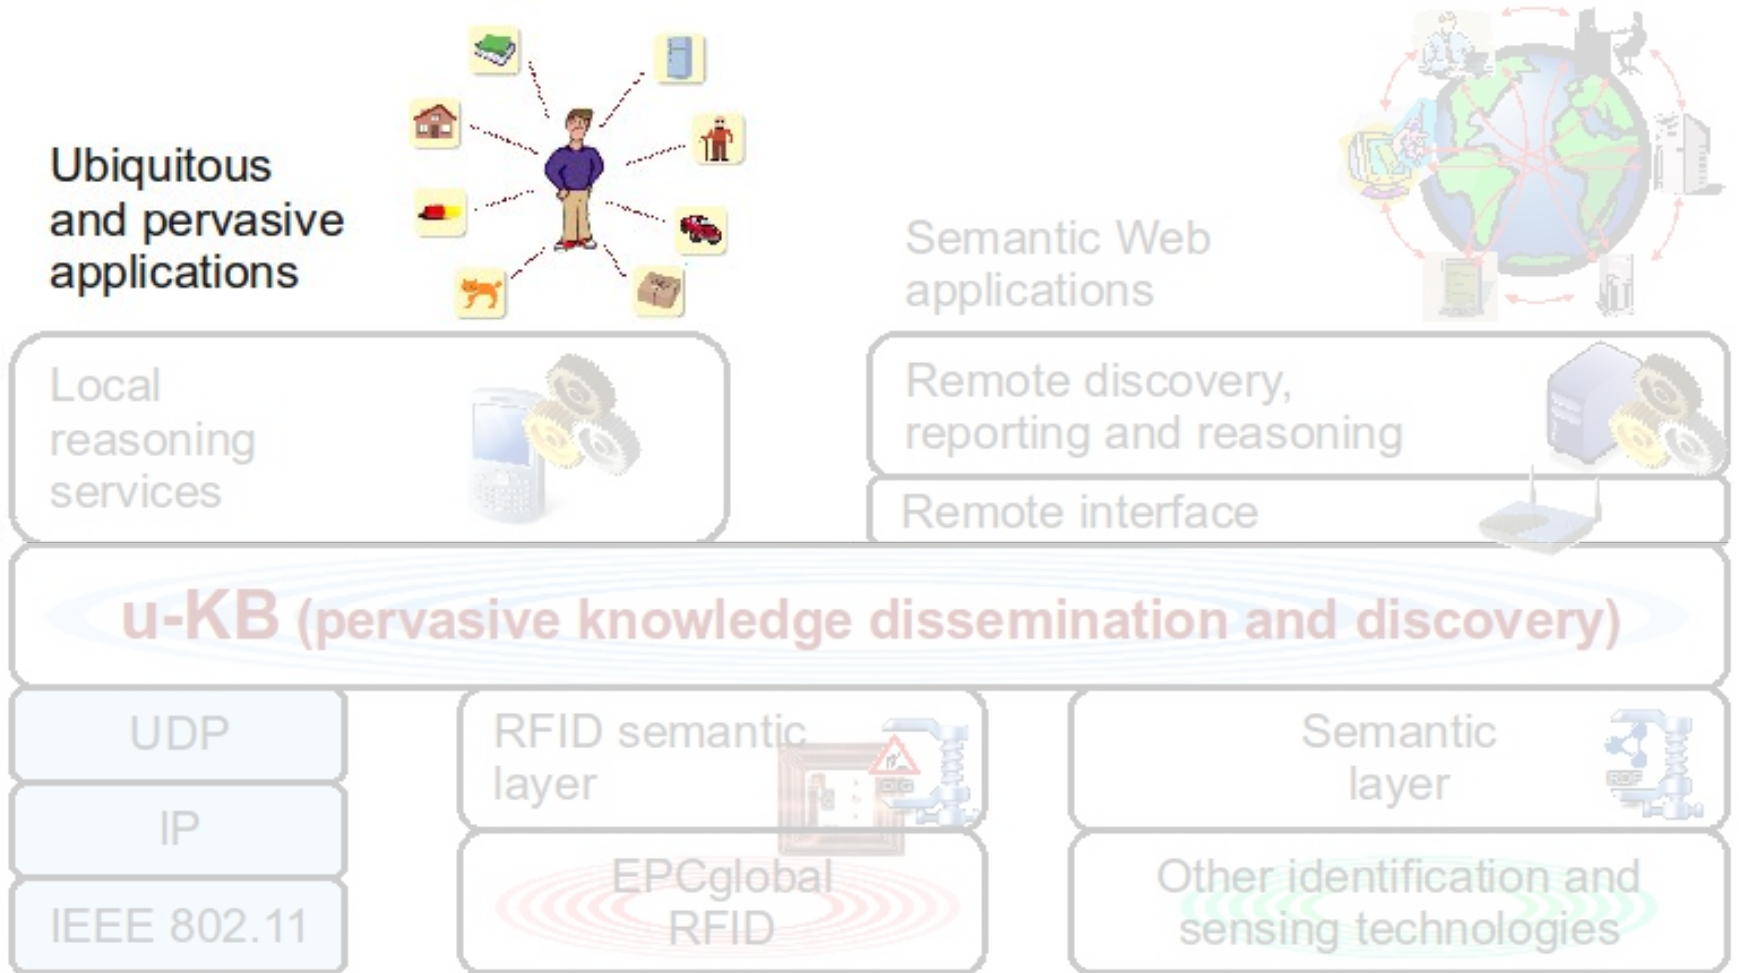 Ubiquitous
and pervasive
applications
Semantic Web
applications
Local
reasoning
services
Remote discovery,
reporting and reasoning
Remote interface
u-KB (pervasive knowledge dissemination and discovery)
UDP
IP
IEEE 802.11
RFID semantic
layer
DIG
EPCglobal
RFID
Semantic
layer
RDF
Other identification and
sensing technologies